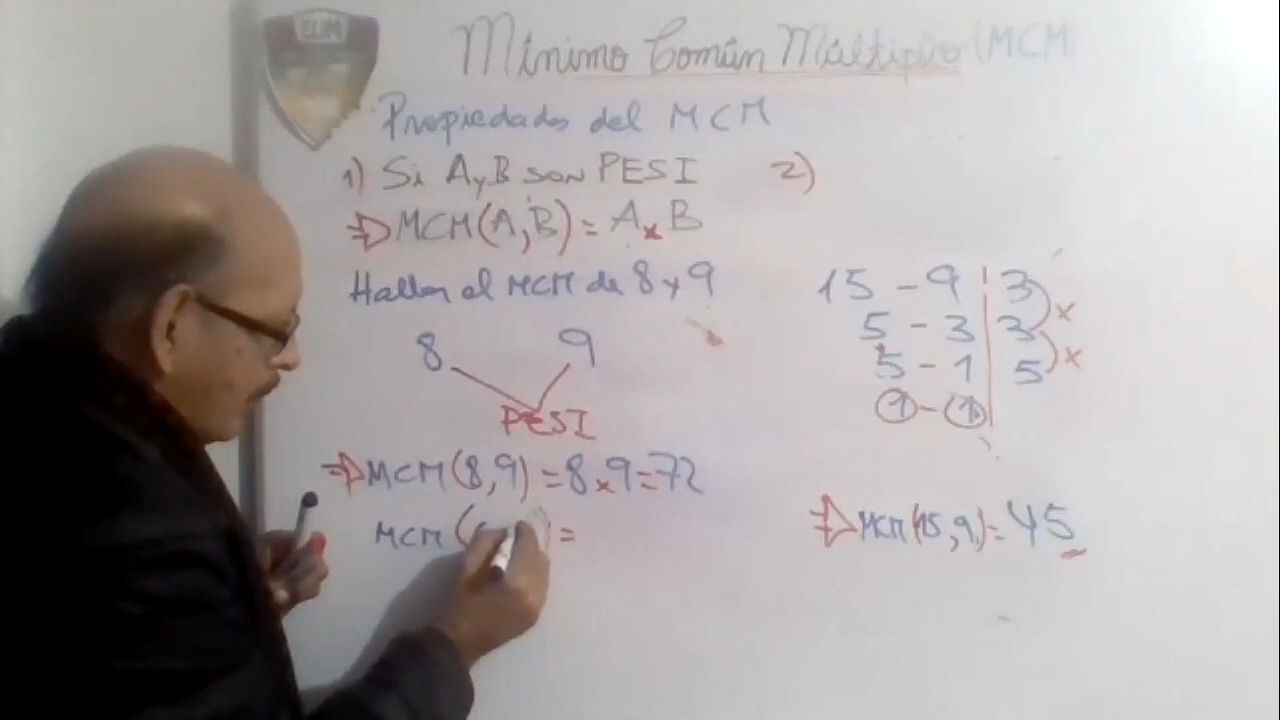 Mínimo Común Múltiplo (MCM
Propiedades del MCM
1) Si A y B son PESI
⇒ MCM(A,B) = A x B
Hallar el MCM de 8 y 9
8 9
PESI
⇒ MCM(8,9) = 8 x 9 = 72
MCM ( ) =
2)
15 - 9 | 3
5 - 3 | 3 x
5 - 1 | 5 x
1 - 1
⇒ MCM(15,9) = 45